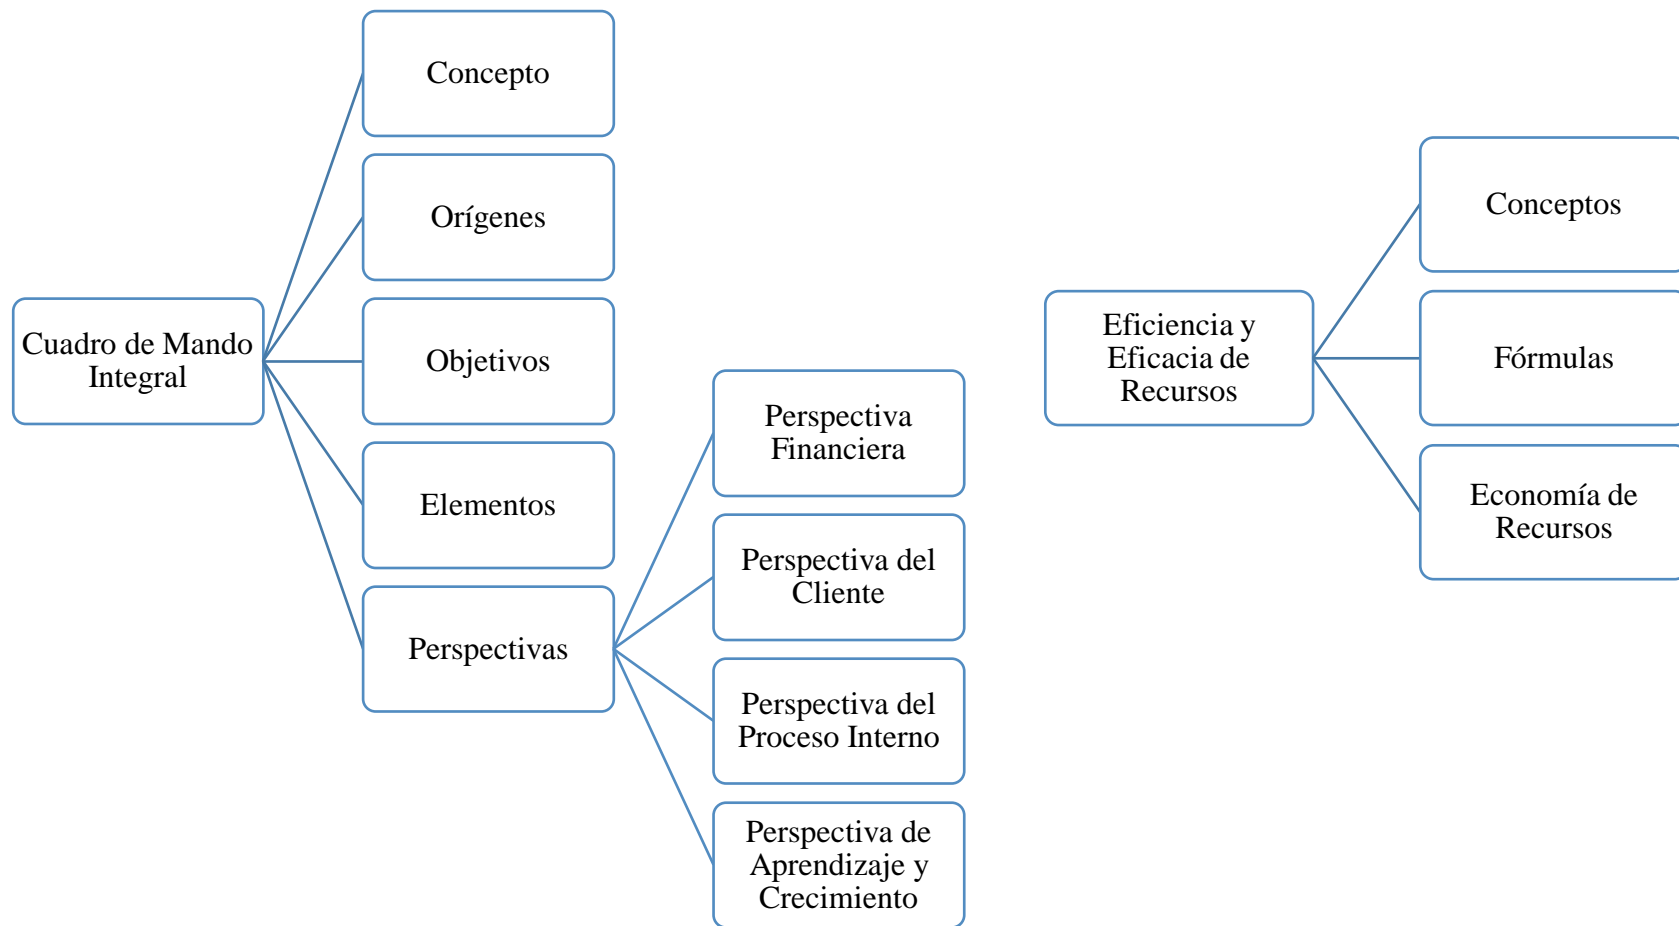 Cuadro de Mando
Integral
Concepto
Orígenes
Objetivos
Elementos
Perspectivas
Perspectiva
Financiera
Perspectiva del
Cliente
Perspectiva del
Proceso Interno
Perspectiva de
Aprendizaje y
Crecimiento
Eficiencia y
Eficacia de
Recursos
Conceptos
Fórmulas
Economía de
Recursos